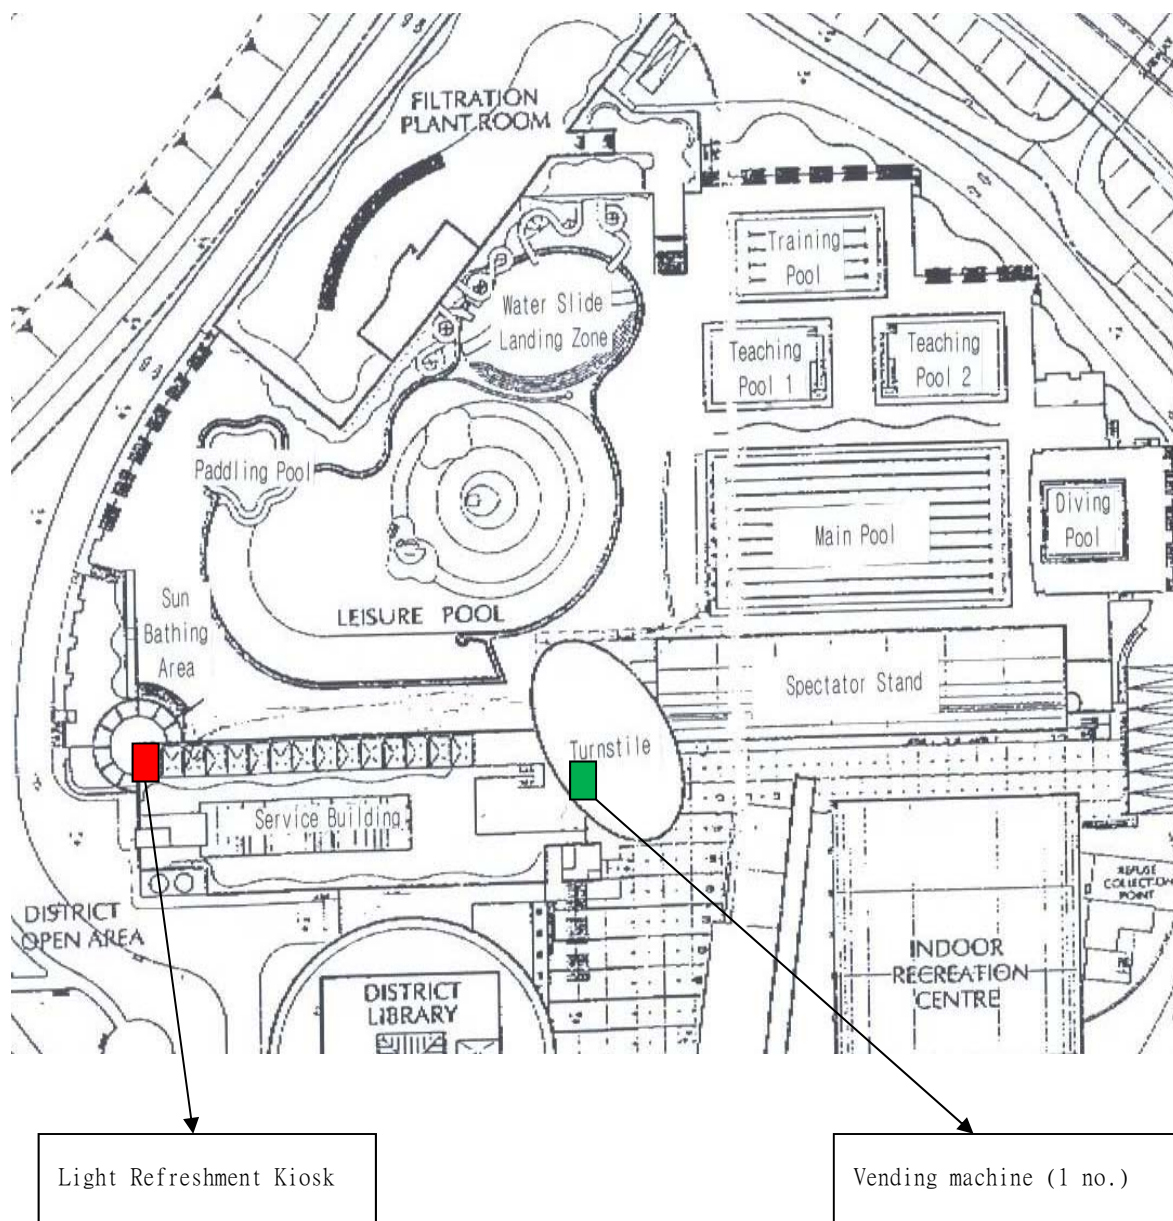 FILTRATION
PLANT ROOM
Training
Pool
Water Slide
Landing Zone
Teaching
Pool 1
Teaching
Pool 2
Paddling Pool
Main Pool
Diving
Pool
Sun
Bathing
Area
LEISURE POOL
Spectator Stand
Turnstile
Service Building
REFUSE
COLLECTION
POINT
DISTRICT
OPEN AREA
INDOOR
RECREATION
CENTRE
DISTRICT
LIBRARY
Light Refreshment Kiosk
Vending machine (1 no.)